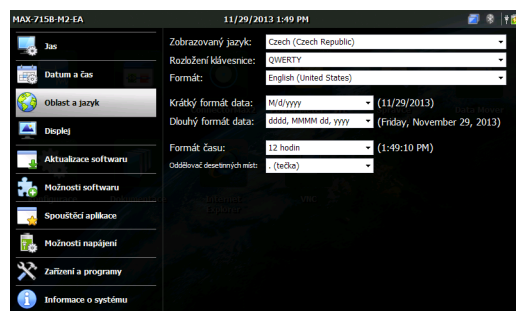 MAX-715B-M2-EA 11/29/2013 1:49 PM
Jas
Datum a čas
Oblast a jazyk
Displej
Aktualizace softwaru
Možnosti softwaru
Spouštěcí aplikace
Možnosti napájení
Zařízení a programy
Informace o systému
Zobrazovaný jazyk: Czech (Czech Republic)
Rozložení klávesnice: QWERTY
Formát: English (United States)
Krátký formát data: M/d/yyyy (11/29/2013)
Dlouhý formát data: dddd, MMMM dd, yyyy (Friday, November 29, 2013)
Formát času: 12 hodin (1:49:10 PM)
Oddělovač desetinných míst: . (tečka)